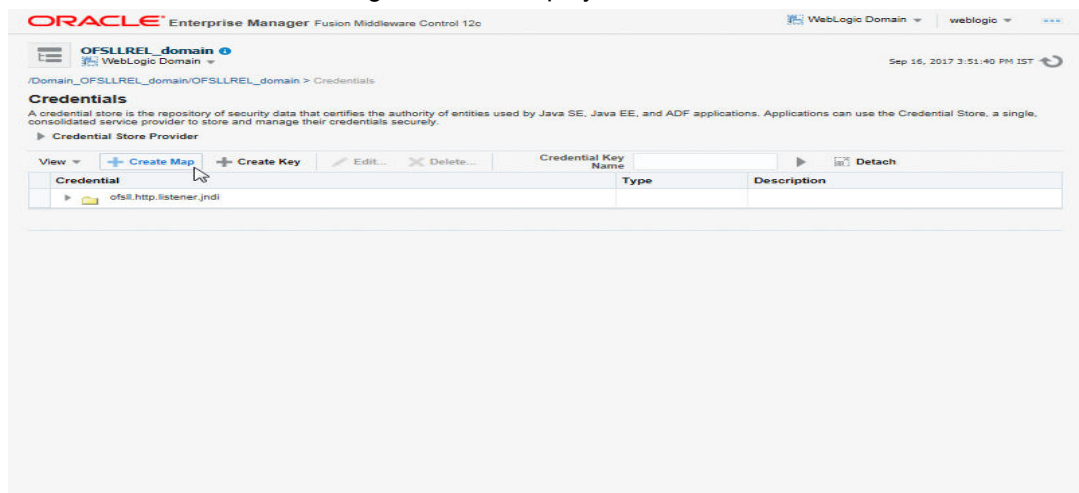 ORACLE Enterprise Manager Fusion Middleware Control 12c
WebLogic Domain
weblogic
OFSLLREL_domain
WebLogic Domain
Sep 16, 2017 3:51:40 PM IST
/Domain_OFSLLREL_domain/OFSLLREL_domain > Credentials
Credentials
A credential store is the repository of security data that certifies the authority of entities used by Java SE, Java EE, and ADF applications. Applications can use the Credential Store, a single,
consolidated service provider to store and manage their credentials securely.
Credential Store Provider
View Create Map Create Key Edit... Delete... Credential Key Name Detach
Credential Type Description
ofsll.http.listener.jndi